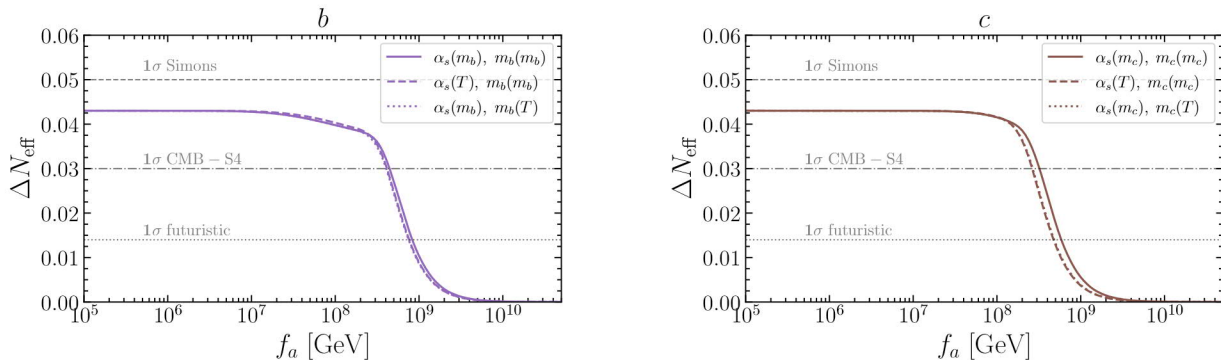 b
0.06
0.05
0.04
0.03
0.02
0.01
0.00
ΔN_eff
1σ Simons
1σ CMB − S4
1σ futuristic
α_s(m_b), m_b(m_b)
α_s(T), m_b(m_b)
α_s(m_b), m_b(T)
10^5 10^6 10^7 10^8 10^9 10^10
f_a [GeV]
c
0.06
0.05
0.04
0.03
0.02
0.01
0.00
ΔN_eff
1σ Simons
1σ CMB − S4
1σ futuristic
α_s(m_c), m_c(m_c)
α_s(T), m_c(m_c)
α_s(m_c), m_c(T)
10^5 10^6 10^7 10^8 10^9 10^10
f_a [GeV]